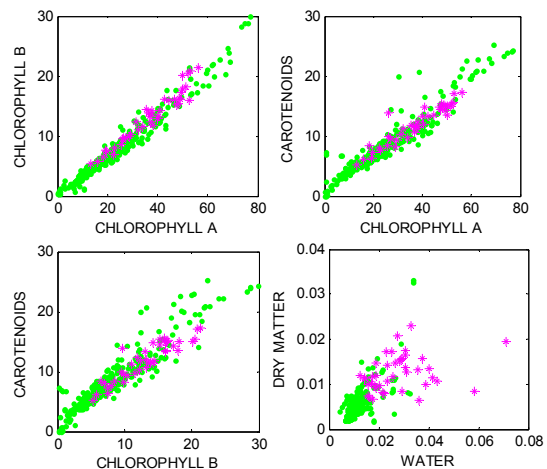 30
20
10
0
0 20 40 60 80
CHLOROPHYLL A
CHLOROPHYLL B
30
20
10
0
0 20 40 60 80
CHLOROPHYLL A
CAROTENOIDS
30
20
10
0
0 10 20 30
CHLOROPHYLL B
CAROTENOIDS
0.04
0.03
0.02
0.01
0
0 0.02 0.04 0.06 0.08
WATER
DRY MATTER